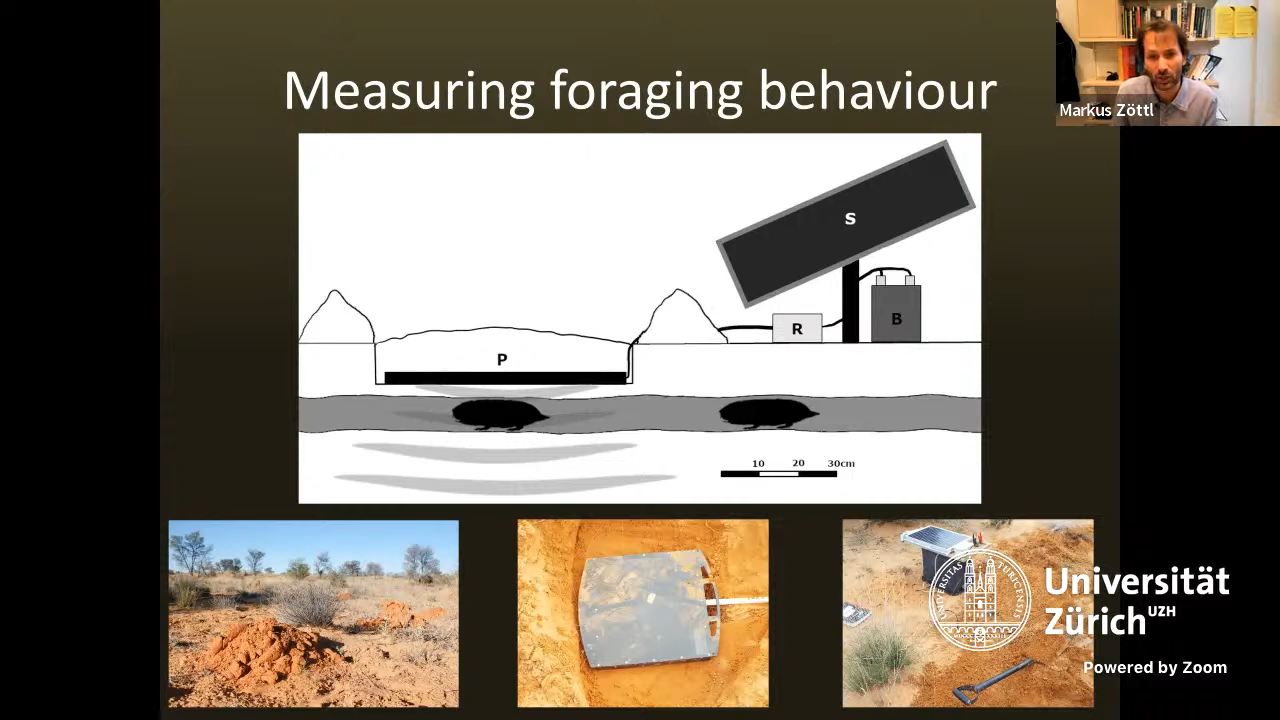 Measuring foraging behaviour
Markus Zöttl
S
R
B
P
10 20 30cm
Universität
Zürich UZH
Powered by Zoom